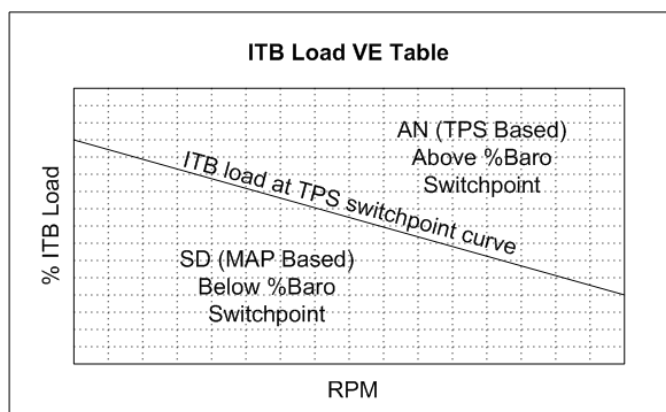 ITB Load VE Table
AN (TPS Based)
Above %Baro
Switchpoint
ITB load at TPS switchpoint curve
% ITB Load
SD (MAP Based)
Below %Baro
Switchpoint
RPM